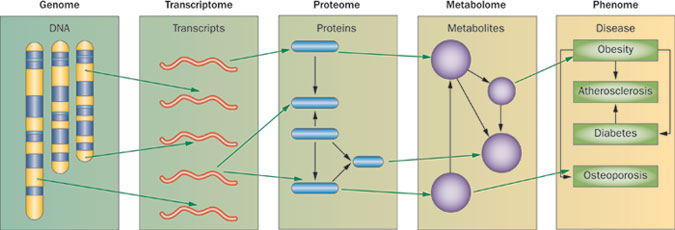 Genome
Transcriptome
Proteome
Metabolome
Phenome
DNA
Transcripts
Proteins
Metabolites
Disease
Obesity
Atherosclerosis
Diabetes
Osteoporosis